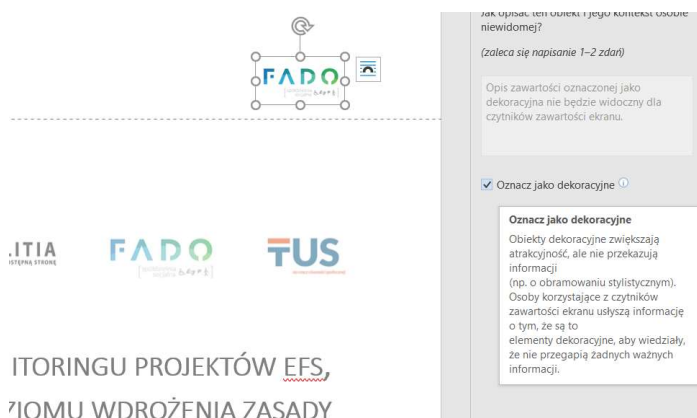 FADO
Jak opisać ten obiekt i jego kontekst osobie
niewidomej?
(zaleca się napisanie 1–2 zdań)
Opis zawartości oznaczonej jako
dekoracyjna nie będzie widoczny dla
czytników zawartości ekranu.
Oznacz jako dekoracyjne
Oznacz jako dekoracyjne
Obiekty dekoracyjne zwiększają
atrakcyjność, ale nie przekazują
informacji
(np. o obramowaniu stylistycznym).
Osoby korzystające z czytników
zawartości ekranu usłyszą informację
o tym, że są to
elementy dekoracyjne, aby wiedziały,
że nie przegapią żadnych ważnych
informacji.
LITIA FADO TUS
ITORINGU PROJEKTÓW EFS,
ZIOMU WDROŻENIA ZASADY